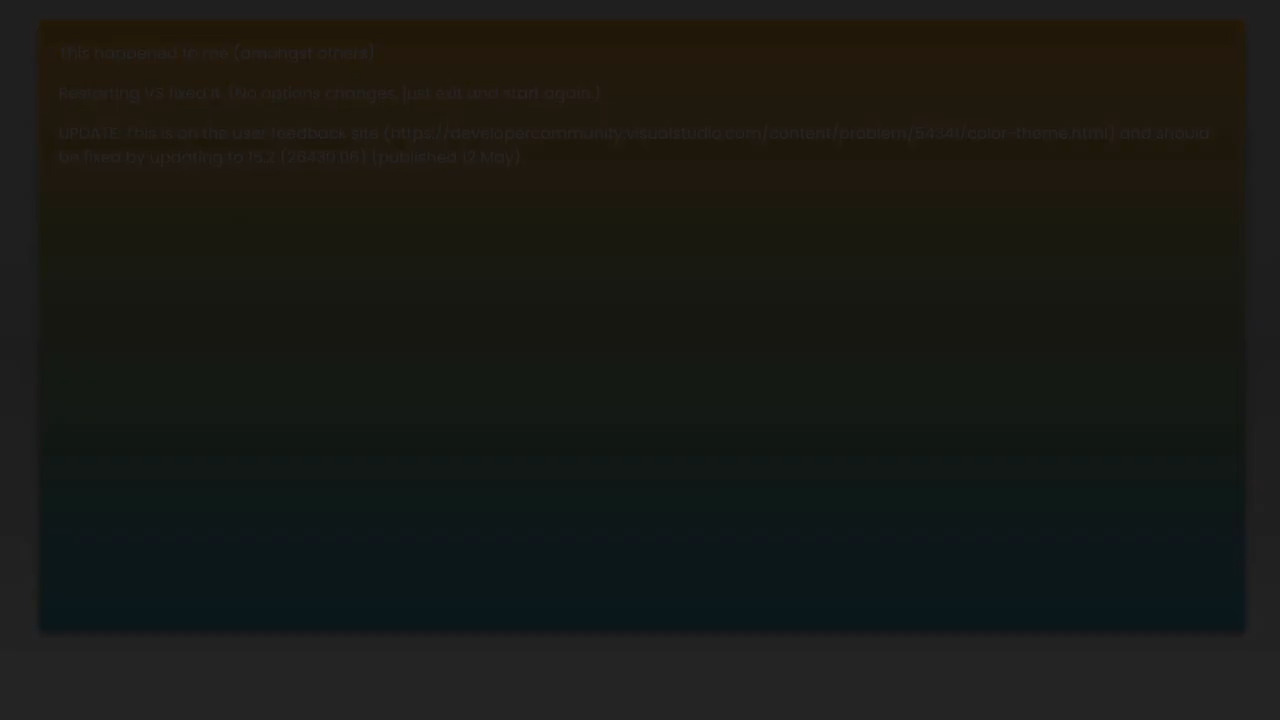 This happened to me (amongst others)
Restarting VS fixed it. (No options changes, just exit and start again.)
UPDATE: This is on the user feedback site (https://developercommunity.visualstudio.com/content/problem/54341/color-theme.html) and should
be fixed by updating to 15.2 (26430.06) (published 12 May)